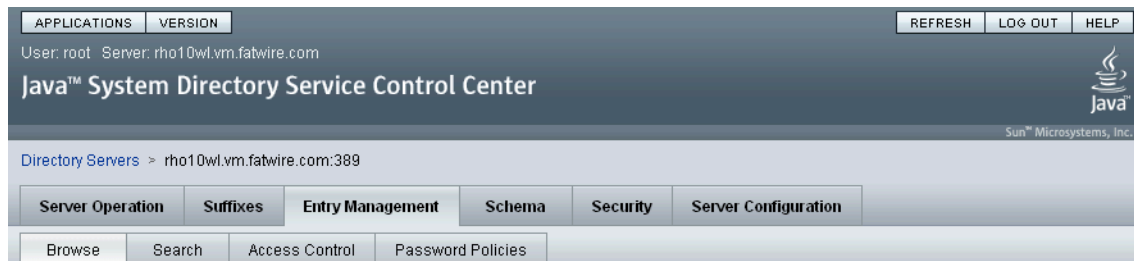 APPLICATIONS VERSION REFRESH LOG OUT HELP
User: root Server: rho10wl.vm.fatwire.com
Java™ System Directory Service Control Center
Java™
Sun™ Microsystems, Inc.
Directory Servers > rho10wl.vm.fatwire.com:389
Server Operation Suffixes Entry Management Schema Security Server Configuration
Browse Search Access Control Password Policies